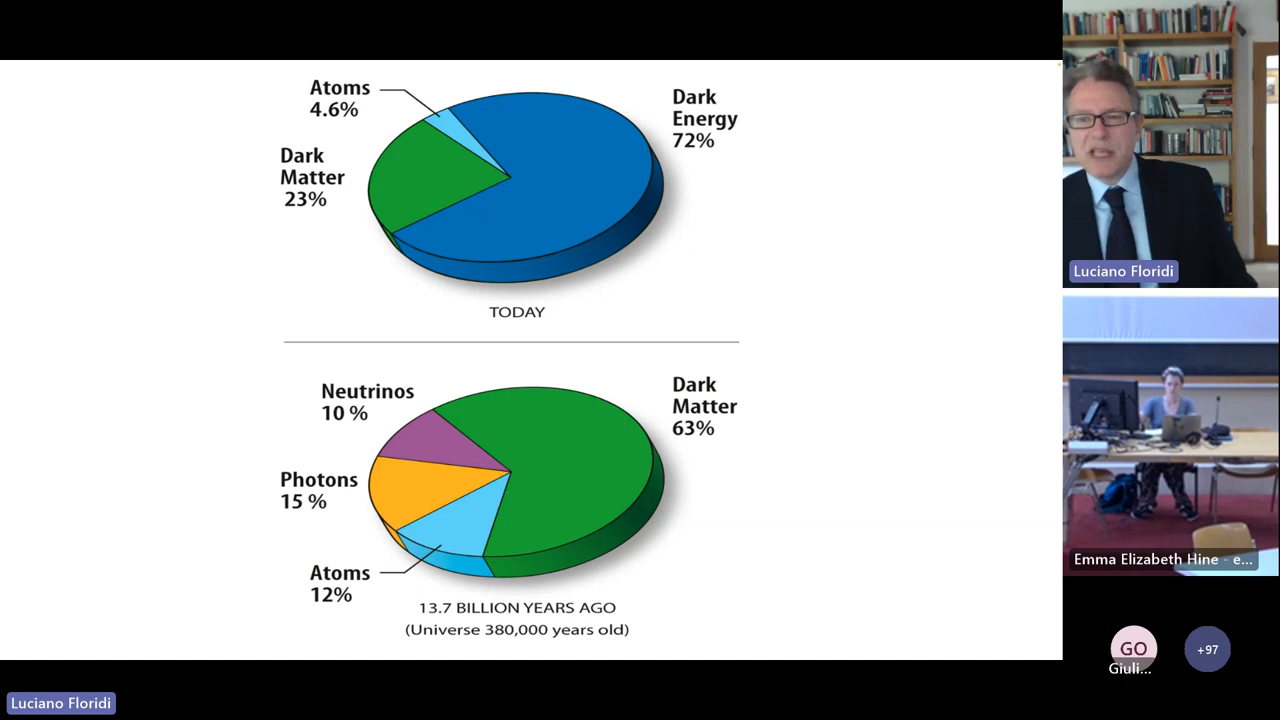 Atoms
4.6%
Dark
Energy
72%
Dark
Matter
23%
TODAY
Neutrinos
10 %
Dark
Matter
63%
Photons
15 %
Atoms
12%
13.7 BILLION YEARS AGO
(Universe 380,000 years old)
Luciano Floridi
Luciano Floridi
Emma Elizabeth Hine - e...
GO
Giuli...
+97